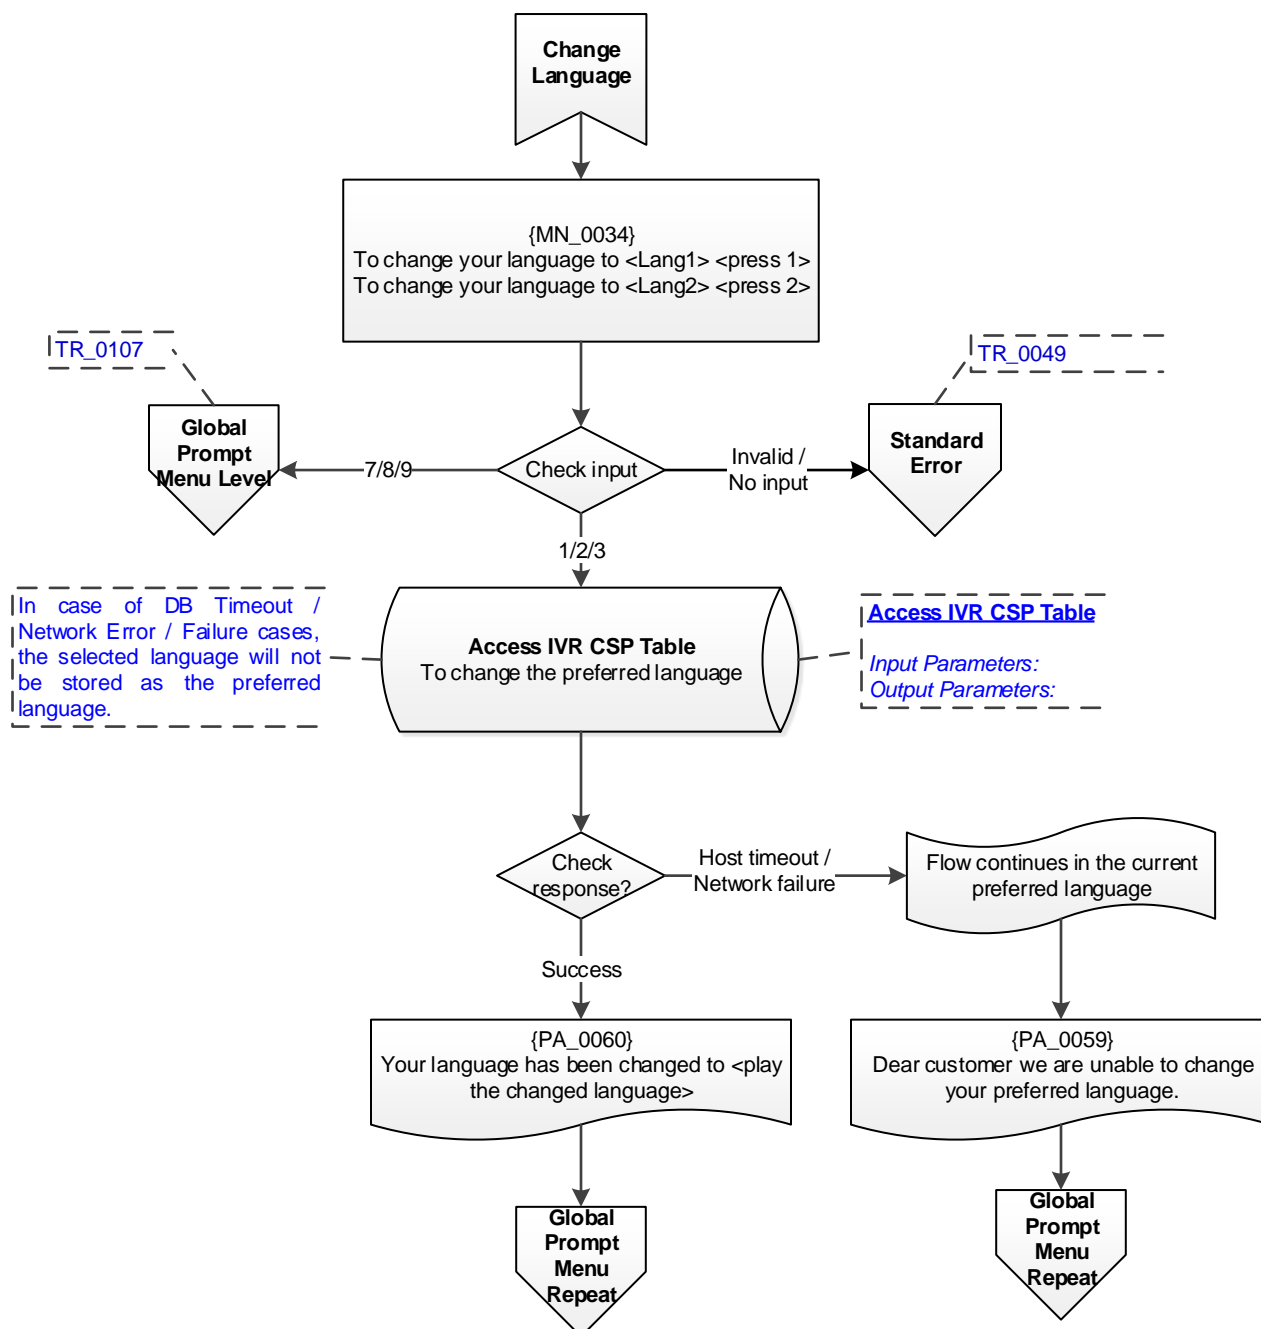 Change
Language
{MN_0034}
To change your language to <Lang1> <press 1>
To change your language to <Lang2> <press 2>
TR_0107
TR_0049
Global
Prompt
Menu Level
7/8/9
Check input
Invalid /
No input
Standard
Error
1/2/3
In case of DB Timeout /
Network Error / Failure cases,
the selected language will not
be stored as the preferred
language.
Access IVR CSP Table
To change the preferred language
Access IVR CSP Table
Input Parameters:
Output Parameters:
Check
response?
Host timeout /
Network failure
Flow continues in the current
preferred language
Success
{PA_0060}
Your language has been changed to <play
the changed language>
{PA_0059}
Dear customer we are unable to change
your preferred language.
Global
Prompt
Menu
Repeat
Global
Prompt
Menu
Repeat